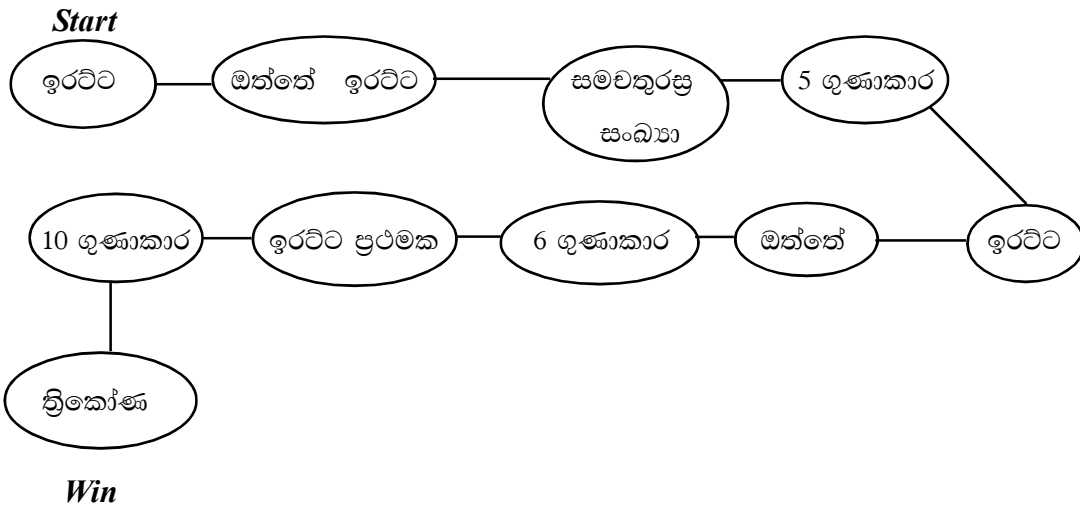 Start
ඉරට්ට
ඔත්තේ ඉරට්ට
සමචතුරස්‍ර
සංඛ්‍යා
5 ගුණාකාර
10 ගුණාකාර
ඉරට්ට ප්‍රථමක
6 ගුණාකාර
ඔත්තේ
ඉරට්ට
ත්‍රිකෝණ
Win